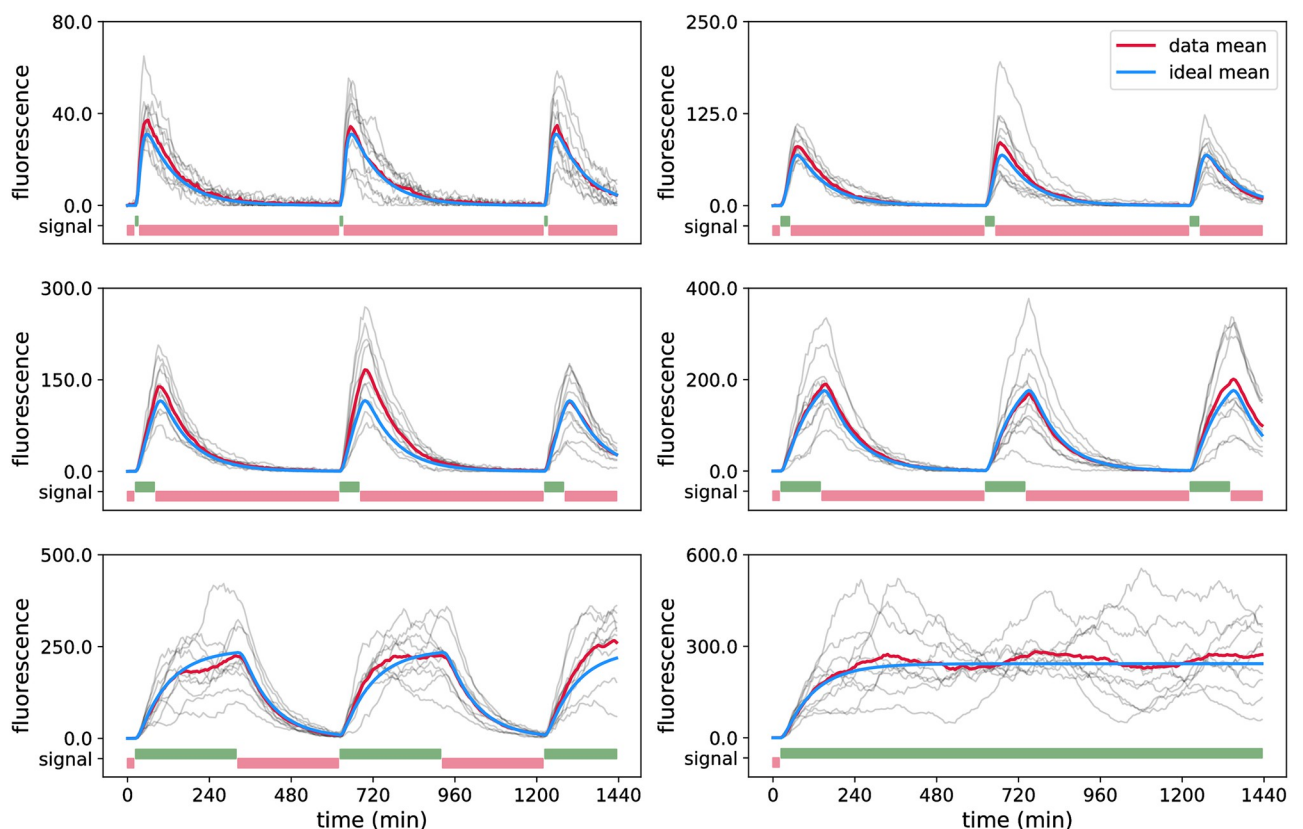 80.0
40.0
0.0
fluorescence
signal
250.0
125.0
0.0
fluorescence
signal
data mean
ideal mean
300.0
150.0
0.0
fluorescence
signal
400.0
200.0
0.0
fluorescence
signal
500.0
250.0
0.0
fluorescence
signal
0 240 480 720 960 1200 1440
time (min)
600.0
300.0
0.0
fluorescence
signal
0 240 480 720 960 1200 1440
time (min)